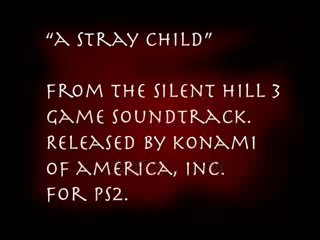 “a stray child”
from the silent hill 3
game soundtrack.
released by konami
of america, inc.
for ps2.